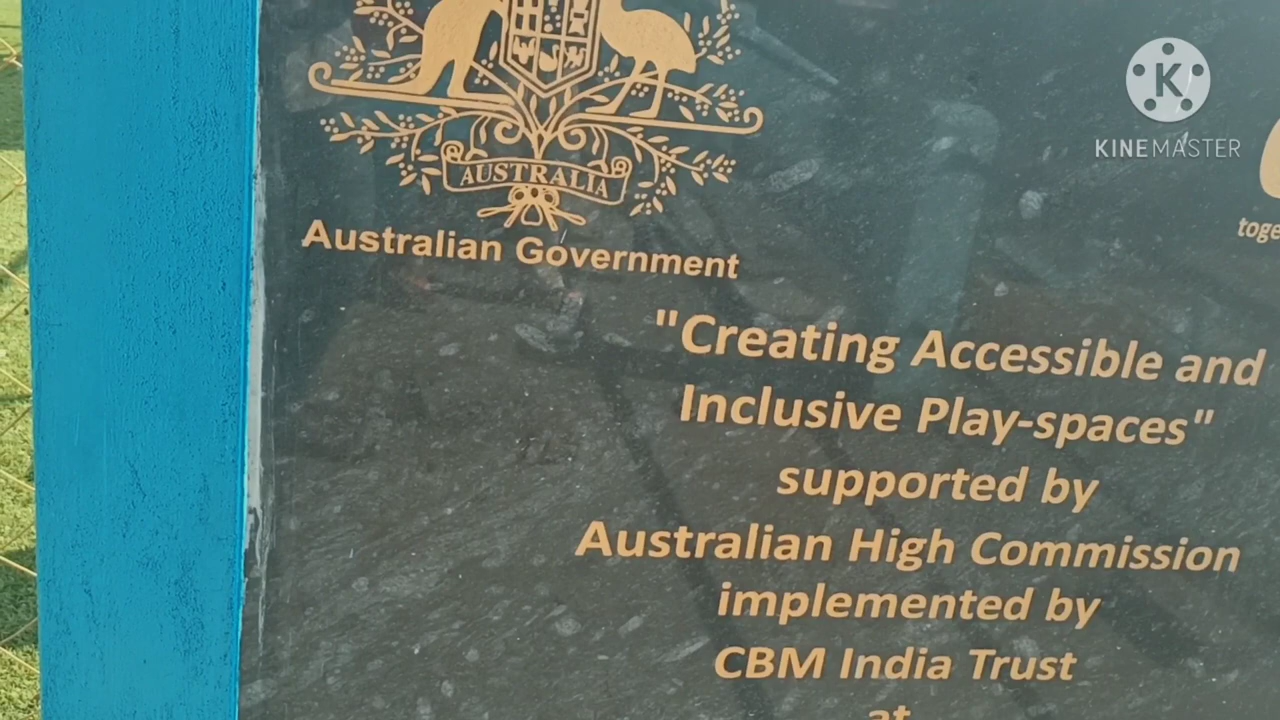 K
KINEMASTER
AUSTRALIA
Australian Government
"Creating Accessible and
Inclusive Play-spaces"
supported by
Australian High Commission
implemented by
CBM India Trust
at